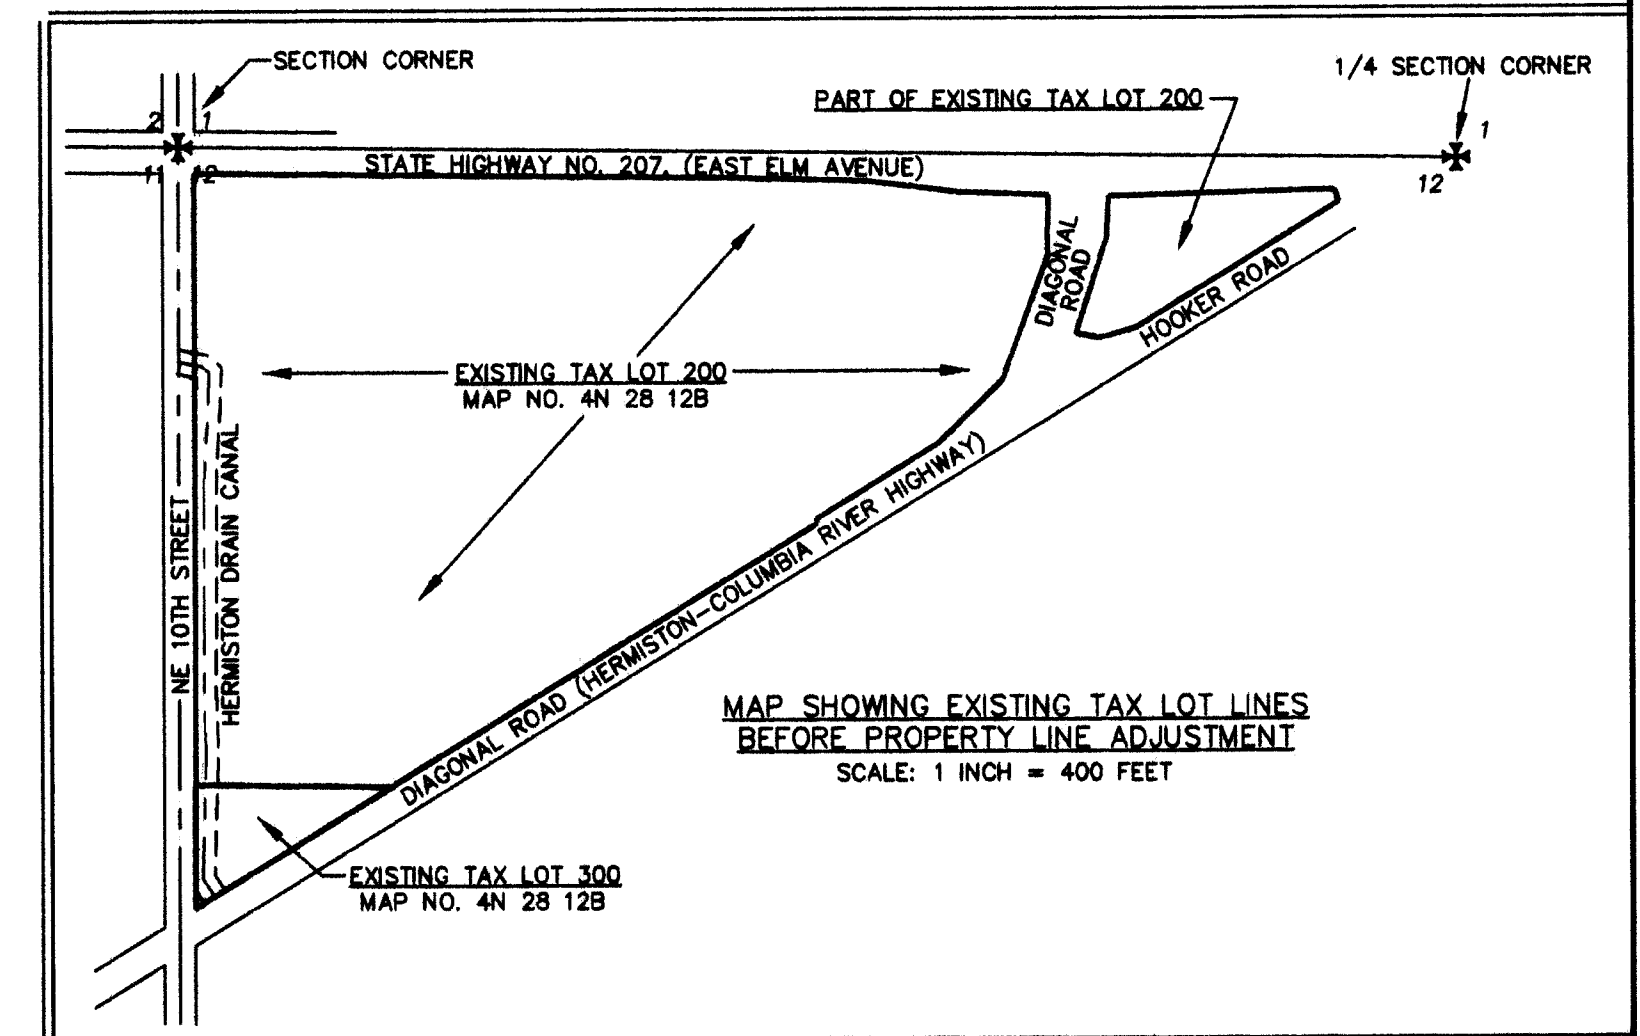 SECTION CORNER
1/4 SECTION CORNER
PART OF EXISTING TAX LOT 200
2 1
1
11 12
12
STATE HIGHWAY NO. 207. (EAST ELM AVENUE)
DIAGONAL
ROAD
HOOKER ROAD
EXISTING TAX LOT 200
MAP NO. 4N 28 12B
NE 10TH STREET
HERMISTON DRAIN CANAL
DIAGONAL ROAD (HERMISTON-COLUMBIA RIVER HIGHWAY)
MAP SHOWING EXISTING TAX LOT LINES
BEFORE PROPERTY LINE ADJUSTMENT
SCALE: 1 INCH = 400 FEET
EXISTING TAX LOT 300
MAP NO. 4N 28 12B